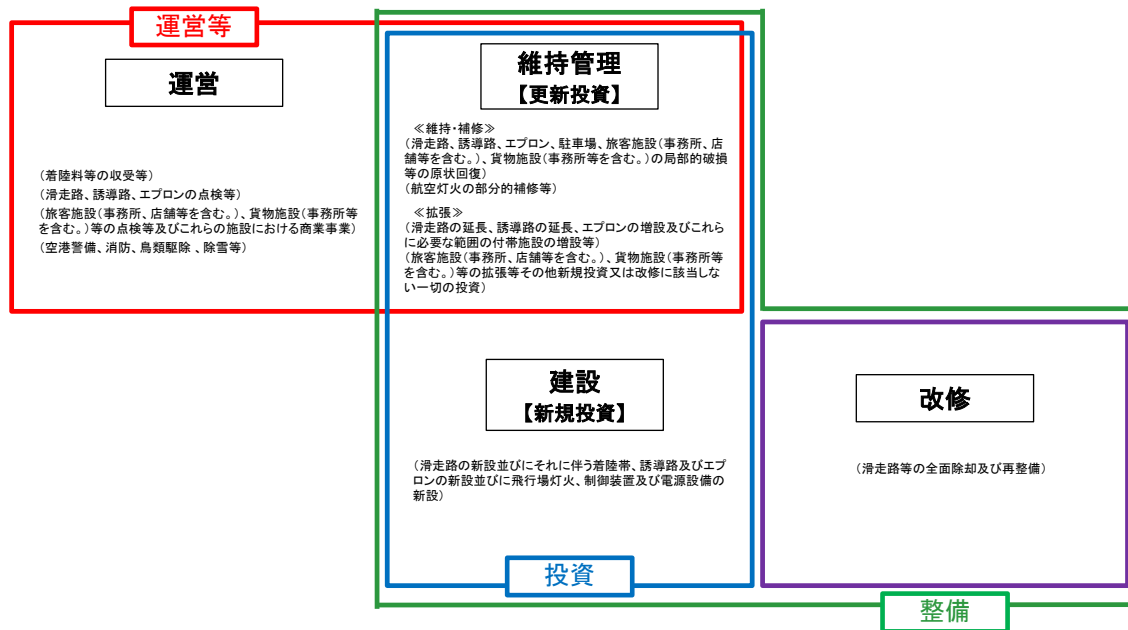 運営等
運営
(着陸料等の収受等)
(滑走路、誘導路、エプロンの点検等)
(旅客施設(事務所、店舗等を含む。)、貨物施設(事務所等
を含む。)等の点検等及びこれらの施設における商業事業)
(空港警備、消防、鳥類駆除、除雪等)
維持管理
【更新投資】
≪維持・補修≫
(滑走路、誘導路、エプロン、駐車場、旅客施設(事務所、店
舗等を含む。)、貨物施設(事務所等を含む。)の局部的破損
等の原状回復)
(航空灯火の部分的補修等)
≪拡張≫
(滑走路の延長、誘導路の延長、エプロンの増設及びこれら
に必要な範囲の付帯施設の増設等)
(旅客施設(事務所、店舗等を含む。)、貨物施設(事務所等
を含む。)等の拡張等その他新規投資又は改修に該当しな
い一切の投資)
建設
【新規投資】
(滑走路の新設並びにそれに伴う着陸帯、誘導路及びエプ
ロンの新設並びに飛行場灯火、制御装置及び電源設備の
新設)
改修
(滑走路等の全面除却及び再整備)
投資
整備